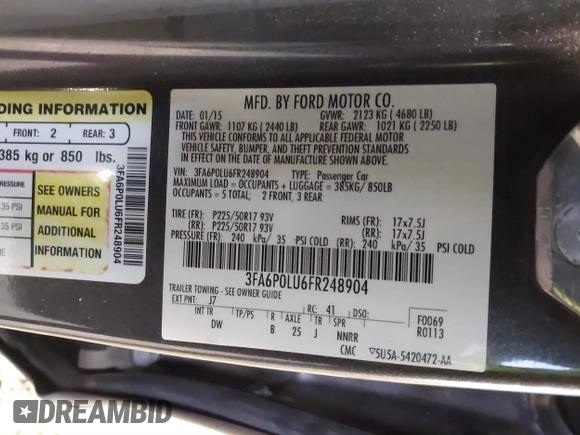 DING INFORMATION
FRONT: 2 REAR: 3
385 kg or 850 lbs.
PRESSURE
35 PSI
35 PSI
SEE OWNERS
MANUAL FOR
ADDITIONAL
INFORMATION
3FA6P0LU6FR248904
MFD. BY FORD MOTOR CO.
DATE: 01/15 GVWR: 2123 KG ( 4680 LB)
FRONT GAWR: 1107 KG ( 2440 LB) REAR GAWR: 1021 KG ( 2250 LB)
THIS VEHICLE CONFORMS TO ALL APPLICABLE FEDERAL MOTOR
VEHICLE SAFETY, BUMPER, AND THEFT PREVENTION STANDARDS
IN EFFECT ON THE DATE OF MANUFACTURE SHOWN ABOVE.
VIN: 3FA6P0LU6FR248904 TYPE: Passenger Car
MAXIMUM LOAD = OCCUPANTS + LUGGAGE = 385KG/ 850LB
OCCUPANTS = 5 TOTAL: 2 FRONT, 3 REAR
TIRE (F): P225/50R17 93V RIMS (F): 17x7.5J
(RR): P225/50R17 93V (RR): 17x7.5J
PRESSURE (F): 240 kPa/ 35 PSI COLD (RR): 240 kPa/ 35 PSI COLD
3FA6P0LU6FR248904
TRAILER TOWING - SEE OWNER GUIDE
EXT PNT: J7 RC: 41 DSO:
INT TR TP/PS R AXLE TR SPR
DW B 25 J NNRR
F0069
R0113
CMC 5U5A-5420472-AA
DREAMBID